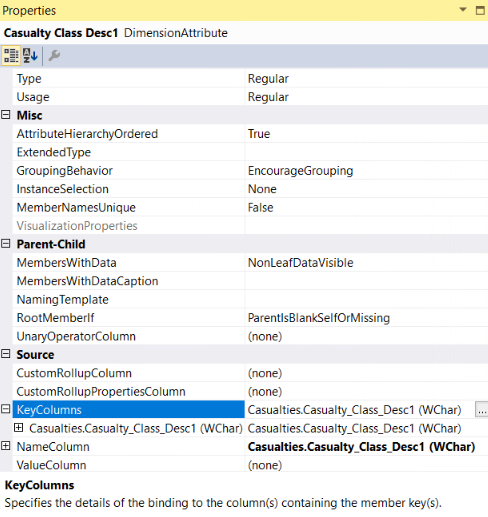 Properties
Casualty Class Desc1 DimensionAttribute
Type Regular
Usage Regular
Misc
AttributeHierarchyOrdered True
ExtendedType
GroupingBehavior EncourageGrouping
InstanceSelection None
MemberNamesUnique False
VisualizationProperties
Parent-Child
MembersWithData NonLeafDataVisible
MembersWithDataCaption
NamingTemplate
RootMemberIf ParentIsBlankSelfOrMissing
UnaryOperatorColumn (none)
Source
CustomRollupColumn (none)
CustomRollupPropertiesColumn (none)
KeyColumns Casualties.Casualty_Class_Desc1 (WChar) ...
Casualties.Casualty_Class_Desc1 (WChar) Casualties.Casualty_Class_Desc1 (WChar)
NameColumn Casualties.Casualty_Class_Desc1 (WChar)
ValueColumn (none)
KeyColumns
Specifies the details of the binding to the column(s) containing the member key(s).